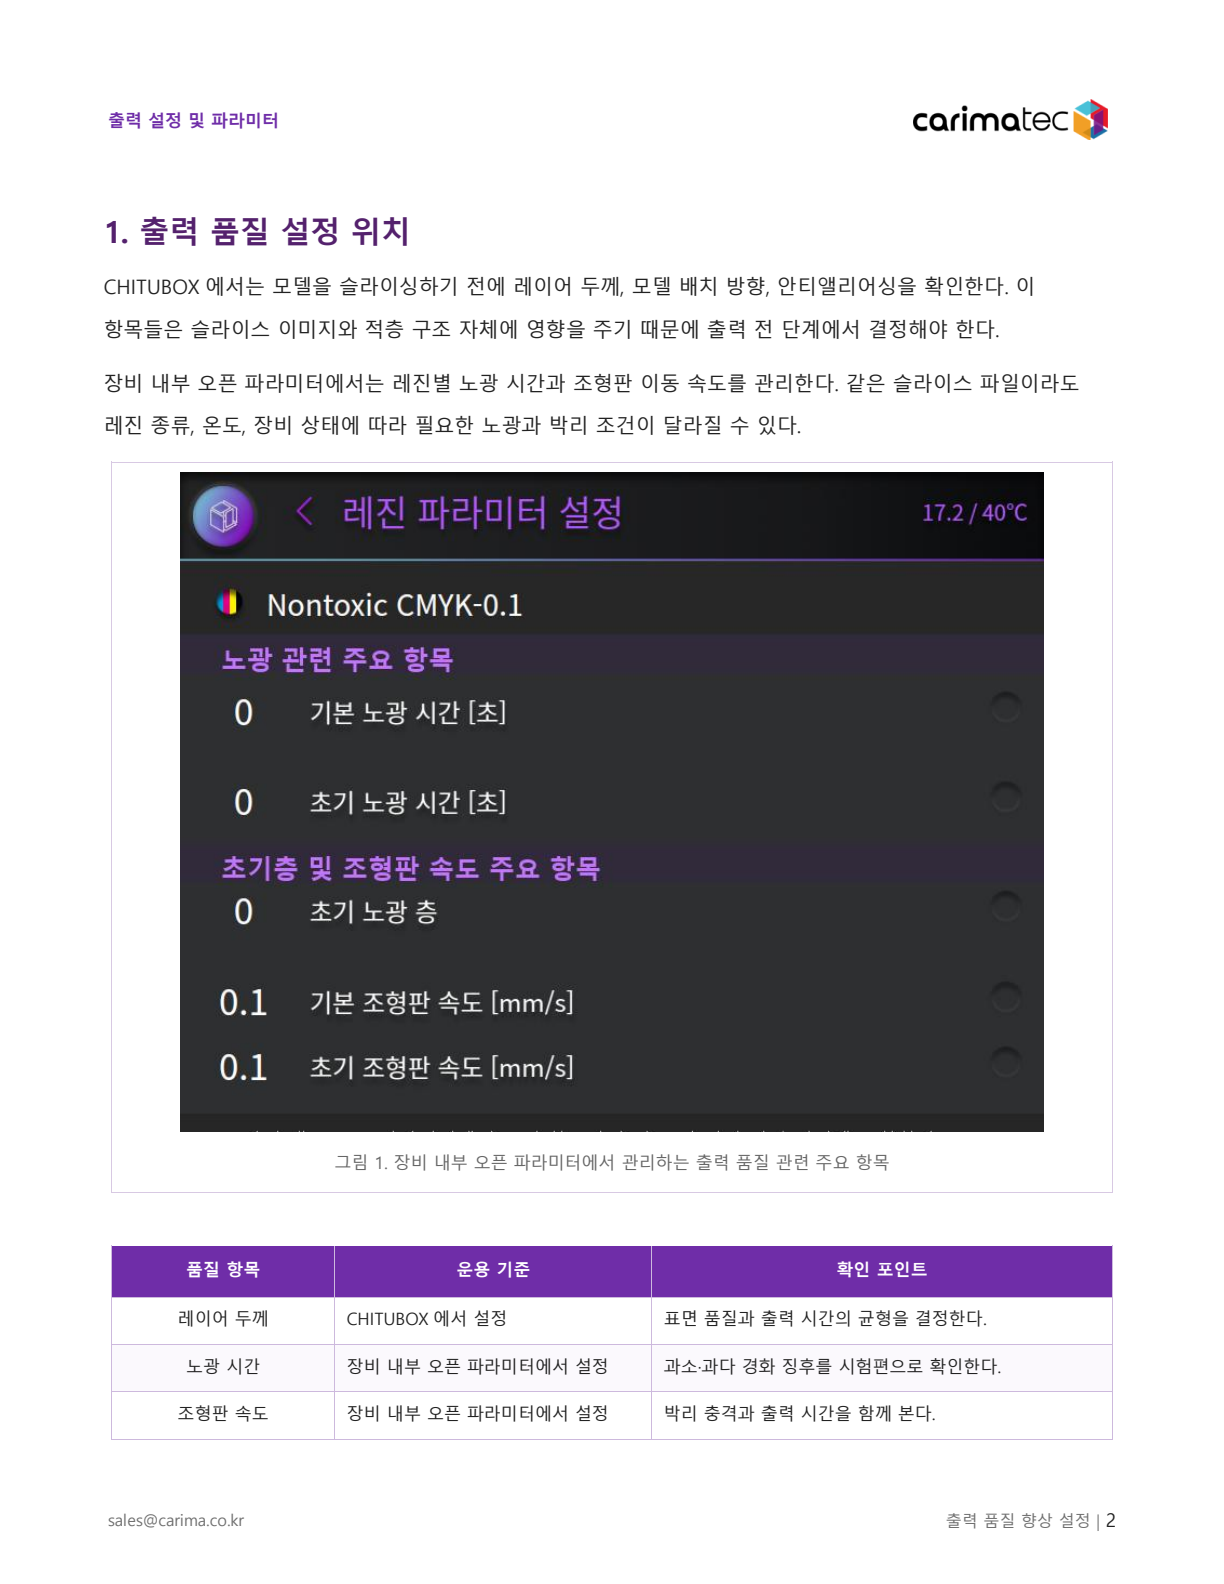 출력 설정 및 파라미터
carimatec
1. 출력 품질 설정 위치
CHITUBOX 에서는 모델을 슬라이싱하기 전에 레이어 두께, 모델 배치 방향, 안티앨리어싱을 확인한다. 이
항목들은 슬라이스 이미지와 적층 구조 자체에 영향을 주기 때문에 출력 전 단계에서 결정해야 한다.
장비 내부 오픈 파라미터에서는 레진별 노광 시간과 조형판 이동 속도를 관리한다. 같은 슬라이스 파일이라도
레진 종류, 온도, 장비 상태에 따라 필요한 노광과 박리 조건이 달라질 수 있다.
레진 파라미터 설정 17.2 / 40℃
Nontoxic CMYK-0.1
노광 관련 주요 항목
0 기본 노광 시간 [초]
0 초기 노광 시간 [초]
초기층 및 조형판 속도 주요 항목
0 초기 노광 층
0.1 기본 조형판 속도 [mm/s]
0.1 초기 조형판 속도 [mm/s]
그림 1. 장비 내부 오픈 파라미터에서 관리하는 출력 품질 관련 주요 항목
품질 항목 운용 기준 확인 포인트
레이어 두께 CHITUBOX 에서 설정 표면 품질과 출력 시간의 균형을 결정한다.
노광 시간 장비 내부 오픈 파라미터에서 설정 과소·과다 경화 징후를 시험편으로 확인한다.
조형판 속도 장비 내부 오픈 파라미터에서 설정 박리 충격과 출력 시간을 함께 본다.
sales@carima.co.kr 출력 품질 향상 설정 | 2